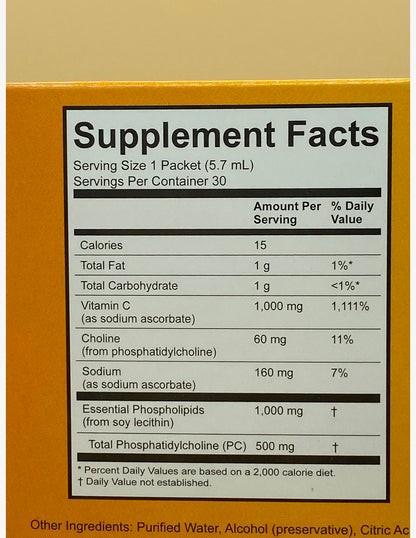 Supplement Facts
Serving Size 1 Packet (5.7 mL)
Servings Per Container 30
Amount Per Serving % Daily Value
Calories 15
Total Fat 1 g 1%*
Total Carbohydrate 1 g <1%*
Vitamin C 1,000 mg 1,111%
(as sodium ascorbate)
Choline 60 mg 11%
(from phosphatidylcholine)
Sodium 160 mg 7%
(as sodium ascorbate)
Essential Phospholipids 1,000 mg †
(from soy lecithin)
Total Phosphatidylcholine (PC) 500 mg †
* Percent Daily Values are based on a 2,000 calorie diet.
† Daily Value not established.
Other Ingredients: Purified Water, Alcohol (preservative), Citric Ac